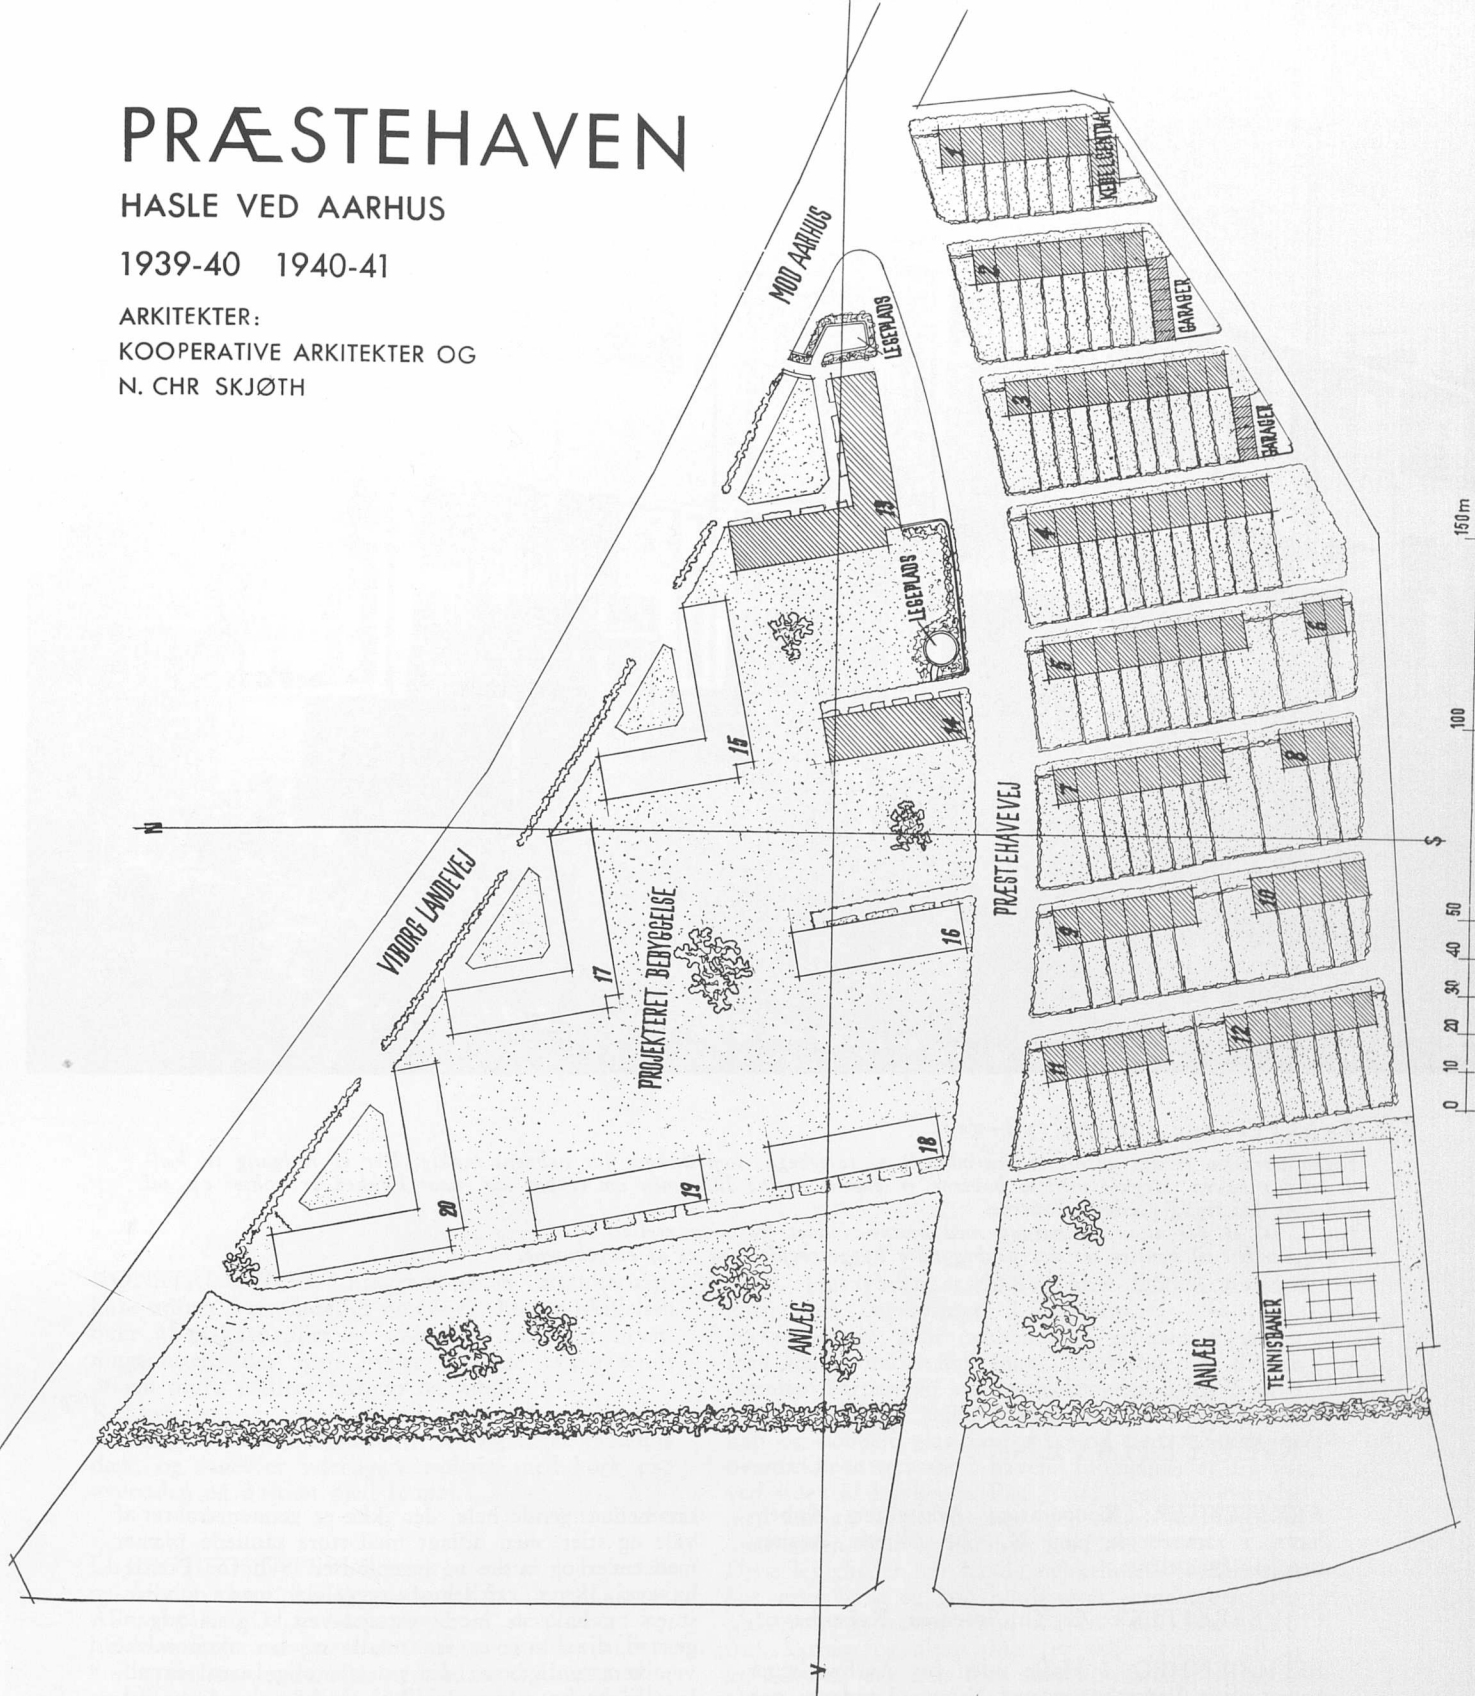 PRÆSTEHAVEN
HASLE VED AARHUS
1939-40 1940-41
ARKITEKTER:
KOOPERATIVE ARKITEKTER OG
N. CHR SKJØTH
MOD AARHUS
LEGEPLADS
1
KEDELCENTRAL
2
GARAGER
3
GARAGER
4
13
LEGEPLADS
5
6
14
15
7
8
PRÆSTEHAVEVEJ
N
S
VIBORG LANDEVEJ
PROJEKTERET BEBYGGELSE
16
17
9
10
11
12
18
19
20
ANLÆG
ANLÆG
TENNISBANER
V
150m
100
50
40
30
20
10
0